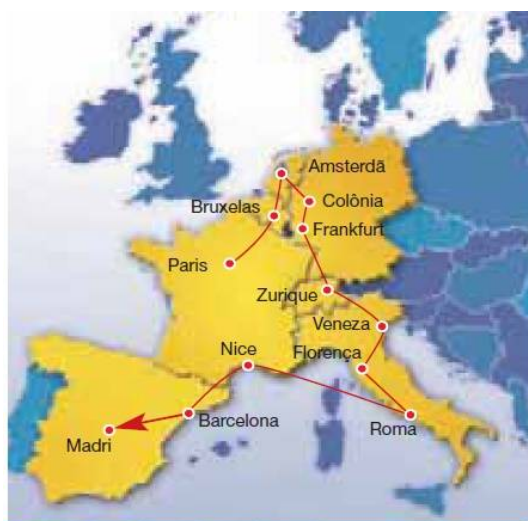 Amsterdã
Colônia
Bruxelas
Frankfurt
Paris
Zurique
Veneza
Nice
Florença
Barcelona
Roma
Madri